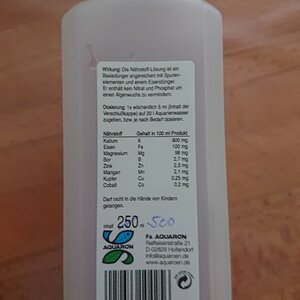 Wirkung: Die Nährstoff-Lösung ist ein
Basisdünger angereichert mit Spuren-
elementen und einem Eisendünger.
Er enthält kein Nitrat und Phosphat um
einen Algenwuchs zu vermindern.
Dosierung: 1x wöchentlich 5 ml (Inhalt der
Verschlußkappe) auf 20 l Aquarienwasser
zugeben, bzw. je nach Bedarf dosieren.
Nährstoff Gehalt in 100 ml Produkt
Kalium K 900 mg
Eisen Fe 100 mg
Magnesium Mg 98 mg
Bor B 2,7 mg
Zink Zn 2,3 mg
Mangan Mn 2,1 mg
Kupfer Cu 0,25 mg
Cobalt Co 0,2 mg
Darf nicht in die Hände von Kindern
gelangen.
Inhalt 250 ml 500
AQUARON
Fa. AQUARON
Raiffeisenstraße 21
D-02829 Holtendorf
info@aquaroen.de
www.aquaroen.de